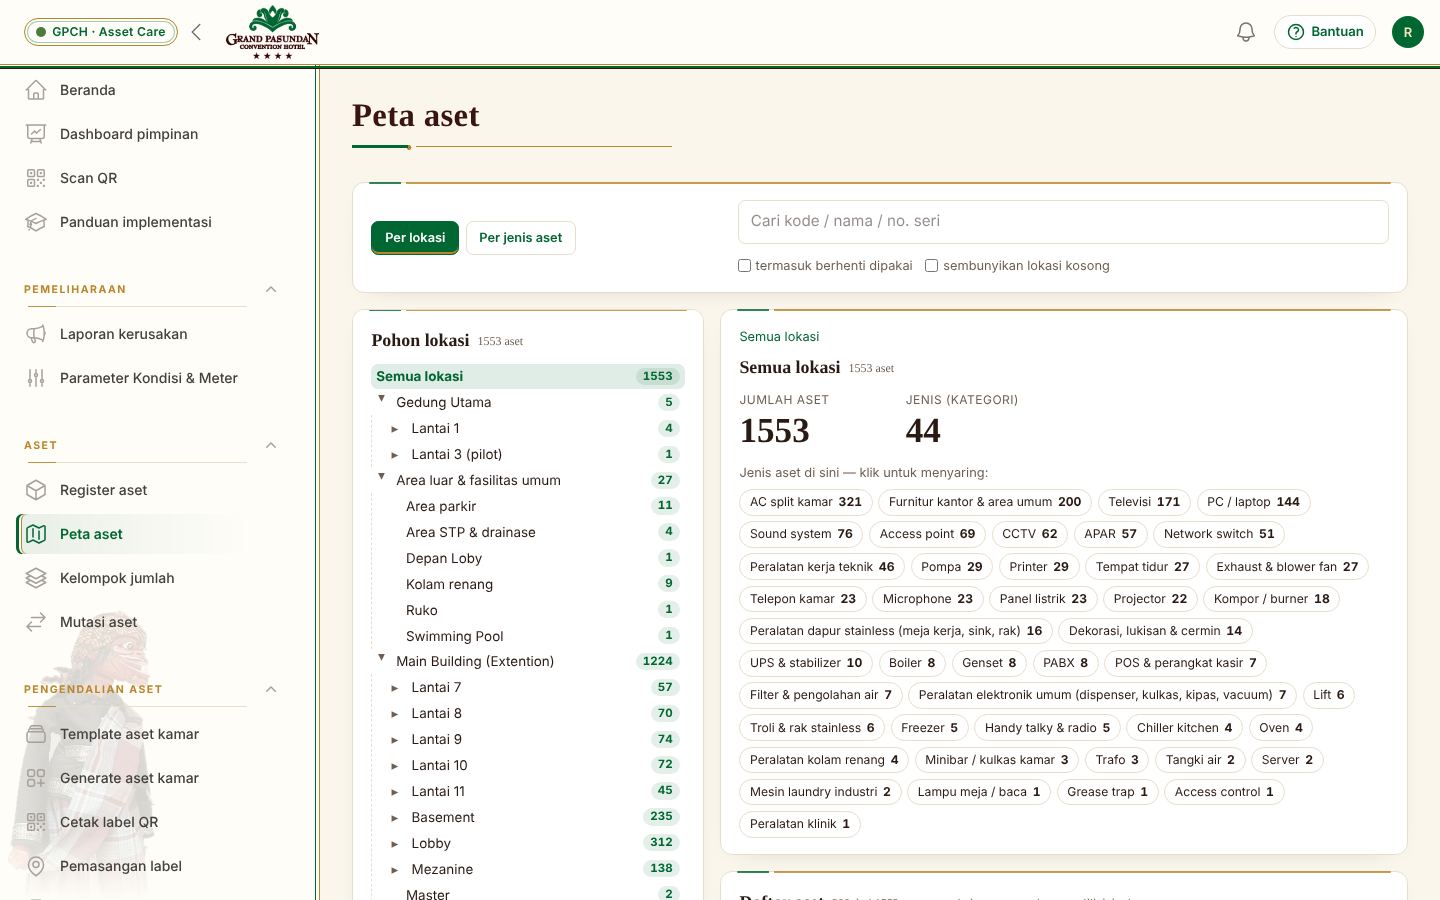 GPCH · Asset Care
GRAND PASUNDAN
CONVENTION HOTEL
Bantuan
R
Beranda
Dashboard pimpinan
Scan QR
Panduan implementasi
PEMELIHARAAN
Laporan kerusakan
Parameter Kondisi & Meter
ASET
Register aset
Peta aset
Kelompok jumlah
Mutasi aset
PENGENDALIAN ASET
Template aset kamar
Generate aset kamar
Cetak label QR
Pemasangan label
Peta aset
Per lokasi
Per jenis aset
Cari kode / nama / no. seri
termasuk berhenti dipakai
sembunyikan lokasi kosong
Pohon lokasi 1553 aset
Semua lokasi 1553
Gedung Utama 5
Lantai 1 4
Lantai 3 (pilot) 1
Area luar & fasilitas umum 27
Area parkir 11
Area STP & drainase 4
Depan Loby 1
Kolam renang 9
Ruko 1
Swimming Pool 1
Main Building (Extention) 1224
Lantai 7 57
Lantai 8 70
Lantai 9 74
Lantai 10 72
Lantai 11 45
Basement 235
Lobby 312
Mezanine 138
Master 2
Semua lokasi
Semua lokasi 1553 aset
JUMLAH ASET JENIS (KATEGORI)
1553 44
Jenis aset di sini — klik untuk menyaring:
AC split kamar 321 Furnitur kantor & area umum 200 Televisi 171 PC / laptop 144
Sound system 76 Access point 69 CCTV 62 APAR 57 Network switch 51
Peralatan kerja teknik 46 Pompa 29 Printer 29 Tempat tidur 27 Exhaust & blower fan 27
Telepon kamar 23 Microphone 23 Panel listrik 23 Projector 22 Kompor / burner 18
Peralatan dapur stainless (meja kerja, sink, rak) 16 Dekorasi, lukisan & cermin 14
UPS & stabilizer 10 Boiler 8 Genset 8 PABX 8 POS & perangkat kasir 7
Filter & pengolahan air 7 Peralatan elektronik umum (dispenser, kulkas, kipas, vacuum) 7 Lift 6
Troli & rak stainless 6 Freezer 5 Handy talky & radio 5 Chiller kitchen 4 Oven 4
Peralatan kolam renang 4 Minibar / kulkas kamar 3 Trafo 3 Tangki air 2 Server 2
Mesin laundry industri 2 Lampu meja / baca 1 Grease trap 1 Access control 1
Peralatan klinik 1